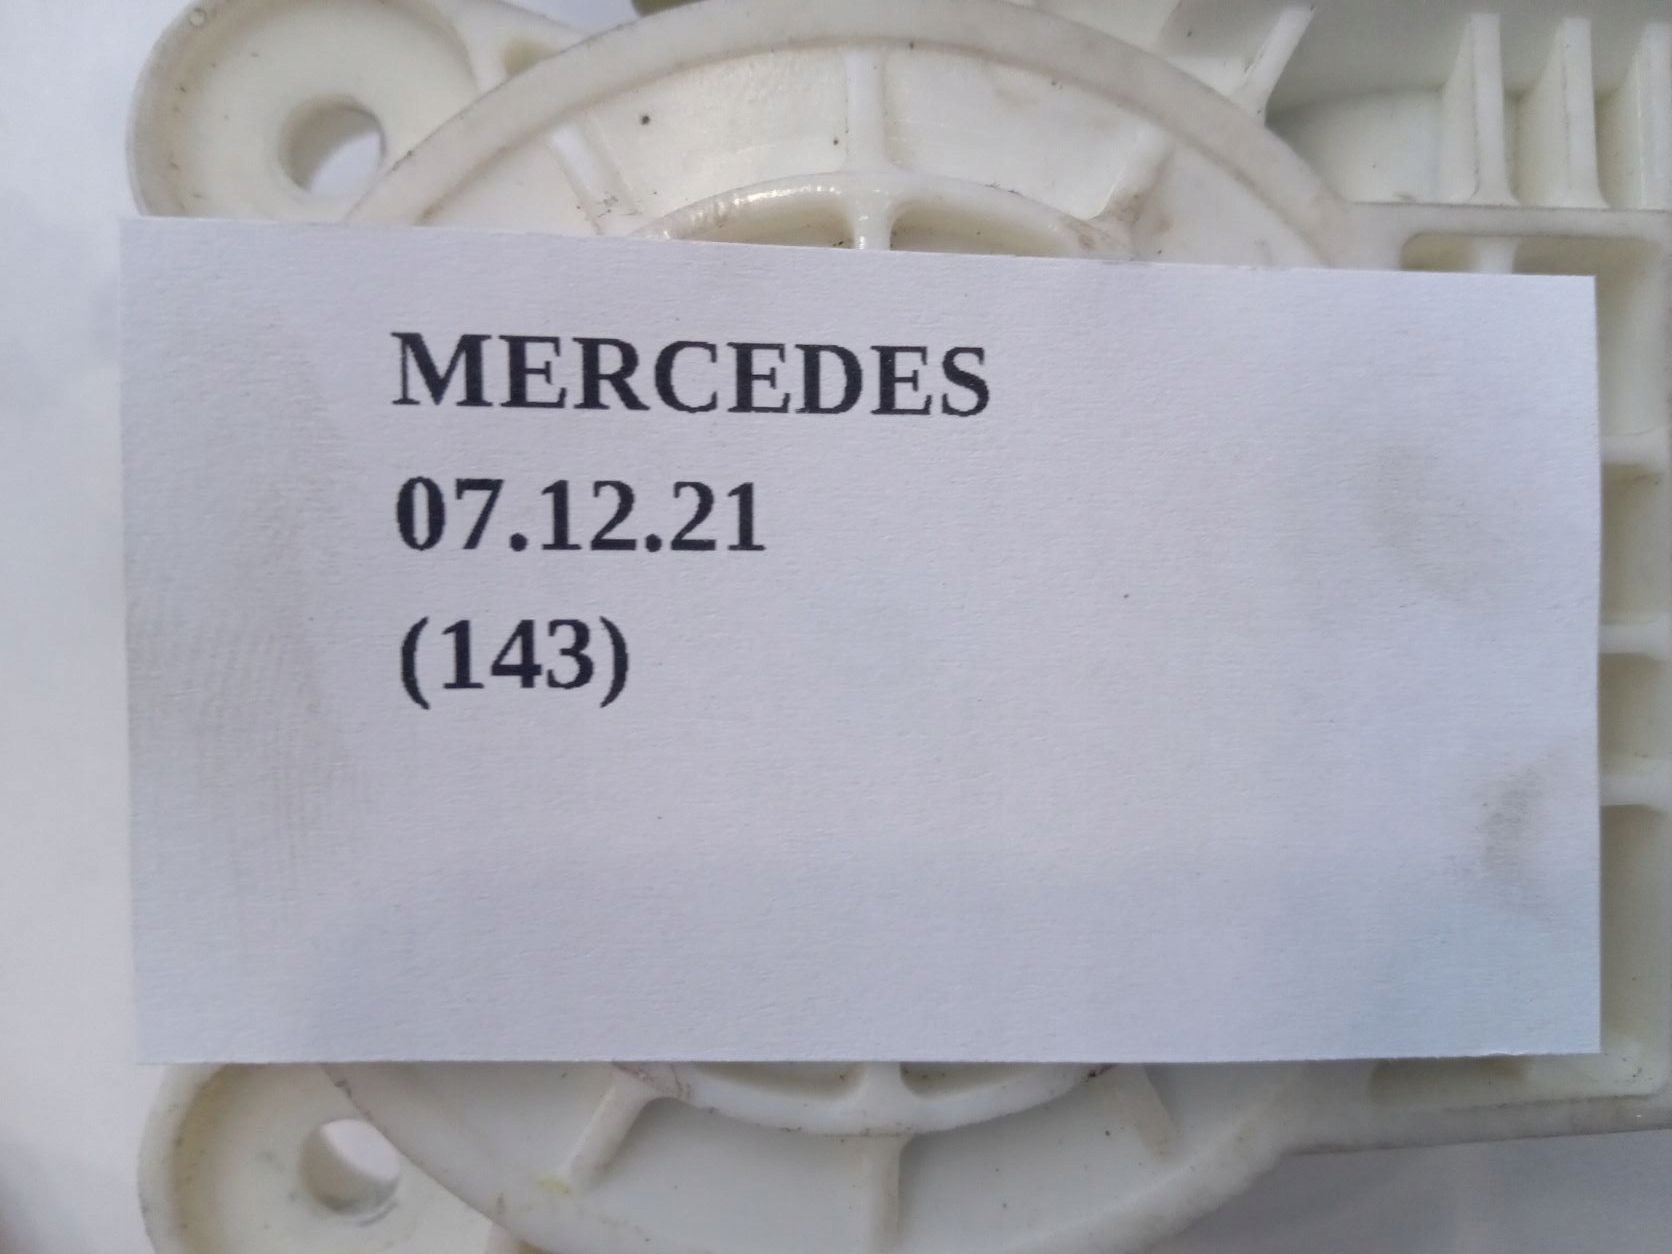 MERCEDES
07.12.21
(143)